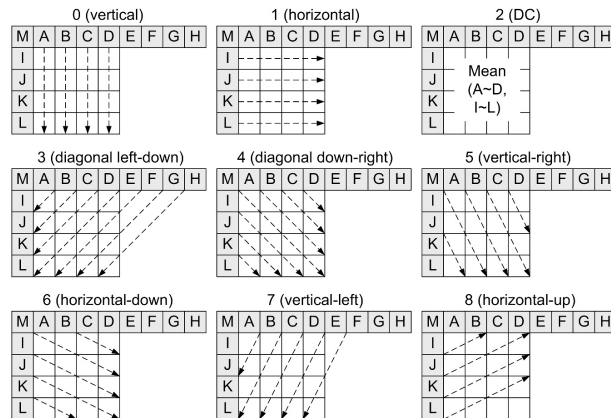 0 (vertical)
M A B C D E F G H
I
J
K
L
1 (horizontal)
M A B C D E F G H
I
J
K
L
2 (DC)
M A B C D E F G H
I
J
K
L
Mean
(A~D,
I~L)
3 (diagonal left-down)
M A B C D E F G H
I
J
K
L
4 (diagonal down-right)
M A B C D E F G H
I
J
K
L
5 (vertical-right)
M A B C D E F G H
I
J
K
L
6 (horizontal-down)
M A B C D E F G H
I
J
K
L
7 (vertical-left)
M A B C D E F G H
I
J
K
L
8 (horizontal-up)
M A B C D E F G H
I
J
K
L